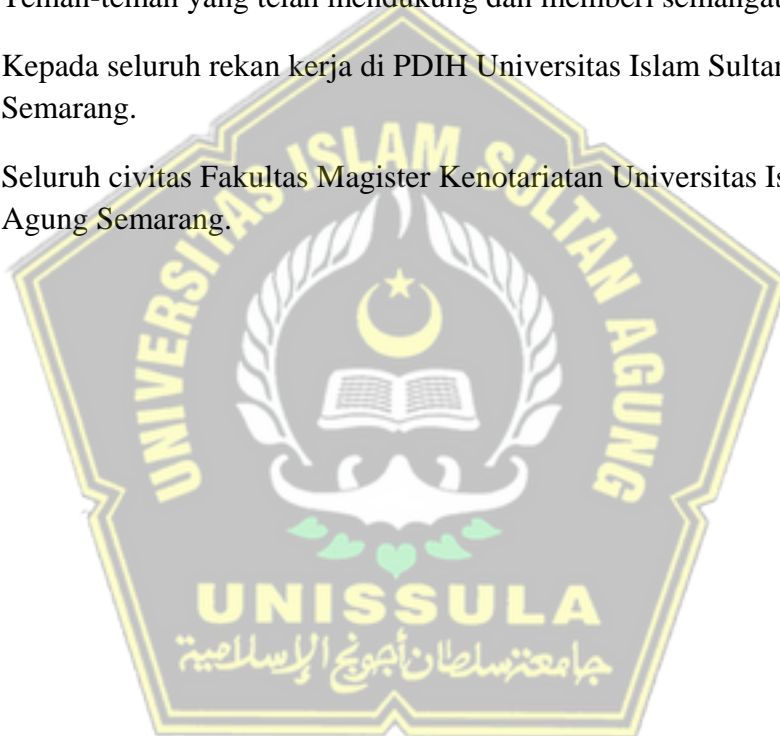 Teman-teman yang telah mendukung dan memberi semangat
Kepada seluruh rekan kerja di PDIH Universitas Islam Sultan
Semarang.
Seluruh civitas Fakultas Magister Kenotariatan Universitas Is
Agung Semarang.
UNIVERSITAS ISLAM SULTAN AGUNG
UNISSULA
جامعة سلطان أجونج الإسلامية